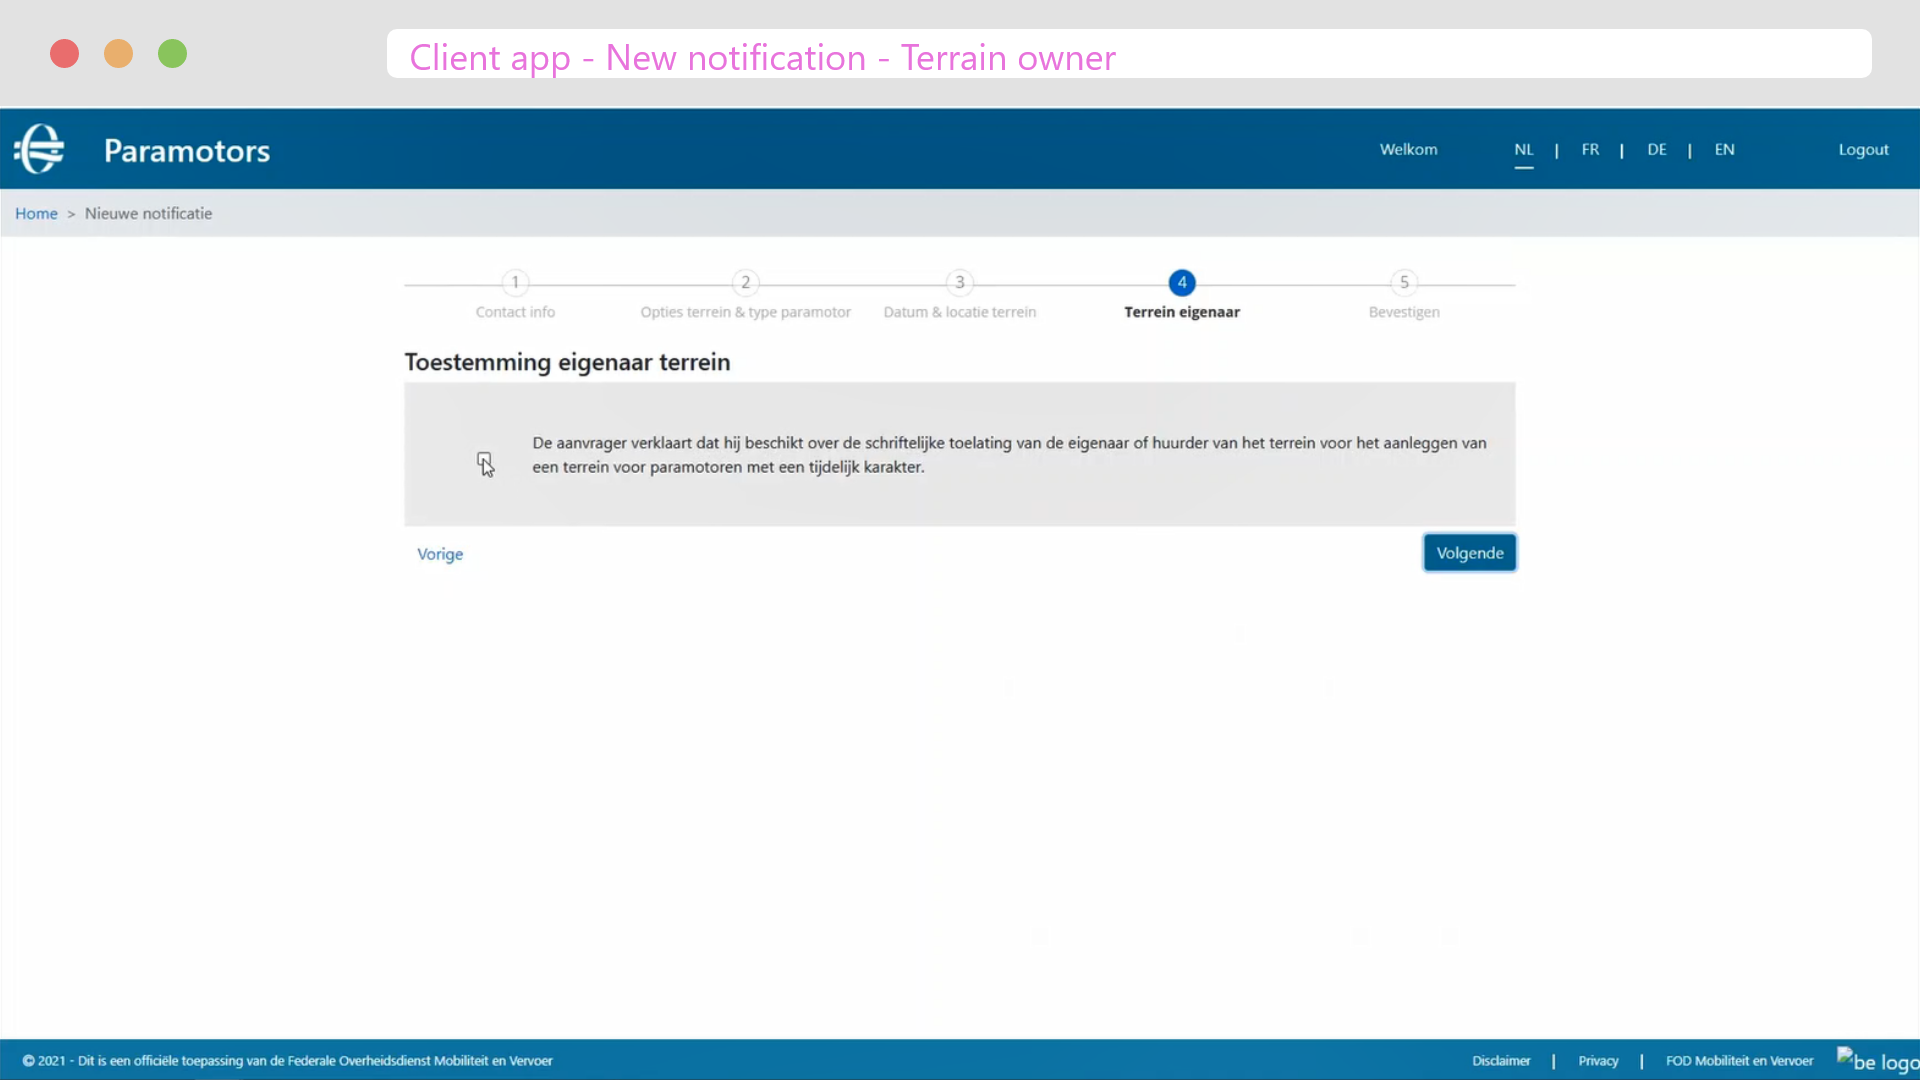 Client app - New notification - Terrain owner
Paramotors
Welkom NL | FR | DE | EN Logout
Home > Nieuwe notificatie
1 2 3 4 5
Contact info Opties terrein & type paramotor Datum & locatie terrein Terrein eigenaar Bevestigen
Toestemming eigenaar terrein
De aanvrager verklaart dat hij beschikt over de schriftelijke toelating van de eigenaar of huurder van het terrein voor het aanleggen van
een terrein voor paramotoren met een tijdelijk karakter.
Vorige Volgende
© 2021 - Dit is een officiële toepassing van de Federale Overheidsdienst Mobiliteit en Vervoer Disclaimer | Privacy | FOD Mobiliteit en Vervoer be logo